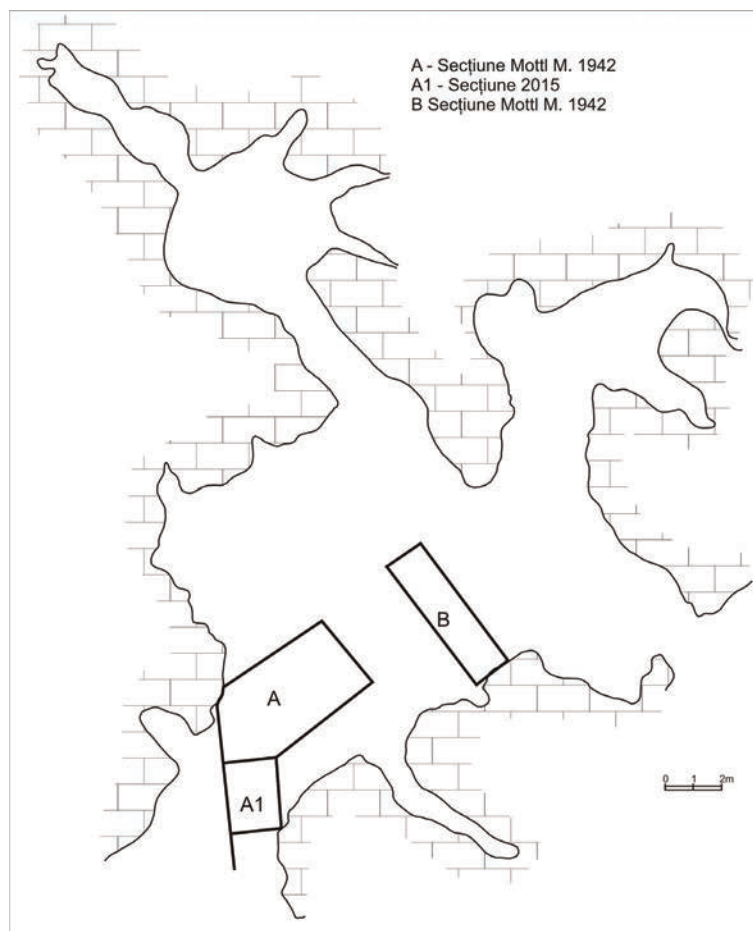 A - Secțiune Mottl M. 1942
A1 - Secțiune 2015
B Secțiune Mottl M. 1942
B
A
A1
0 1 2m